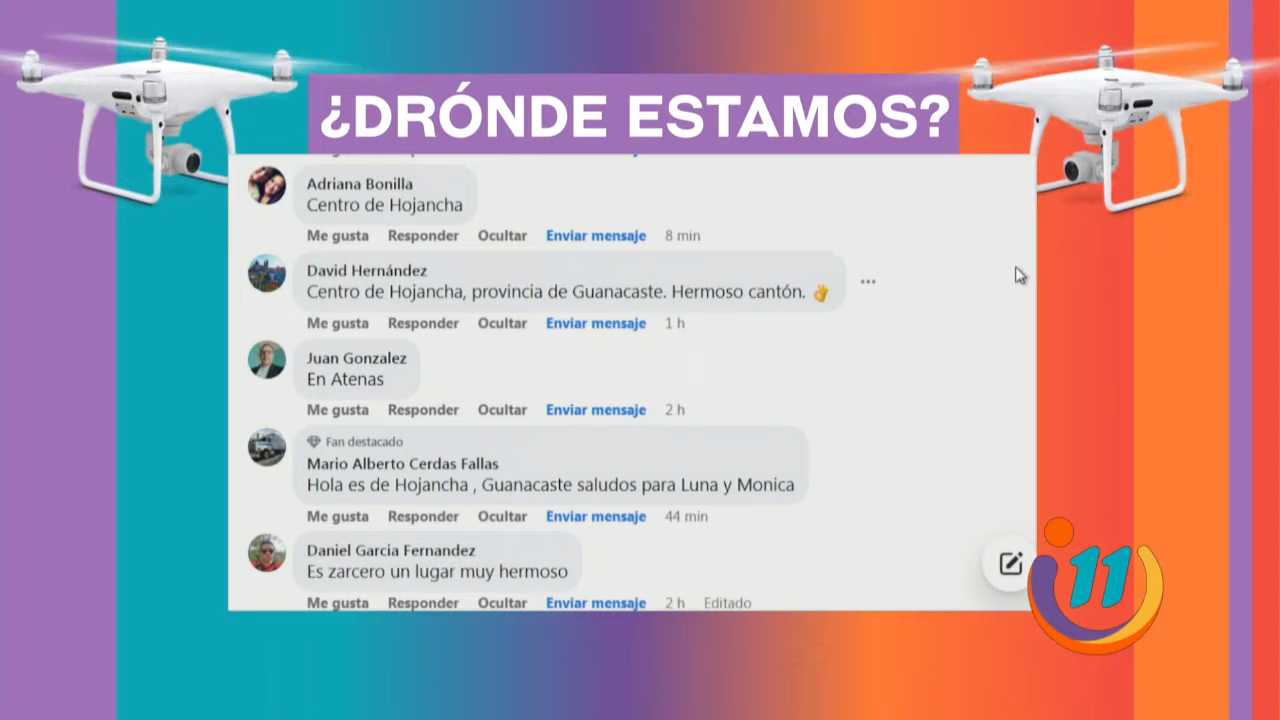 ¿DRÓNDE ESTAMOS?
Adriana Bonilla
Centro de Hojancha
Me gusta Responder Ocultar Enviar mensaje 8 min
David Hernández
Centro de Hojancha, provincia de Guanacaste. Hermoso cantón. 👌
Me gusta Responder Ocultar Enviar mensaje 1 h
Juan Gonzalez
En Atenas
Me gusta Responder Ocultar Enviar mensaje 2 h
Fan destacado
Mario Alberto Cerdas Fallas
Hola es de Hojancha , Guanacaste saludos para Luna y Monica
Me gusta Responder Ocultar Enviar mensaje 44 min
Daniel Garcia Fernandez
Es zarcero un lugar muy hermoso
Me gusta Responder Ocultar Enviar mensaje 2 h Editado
11